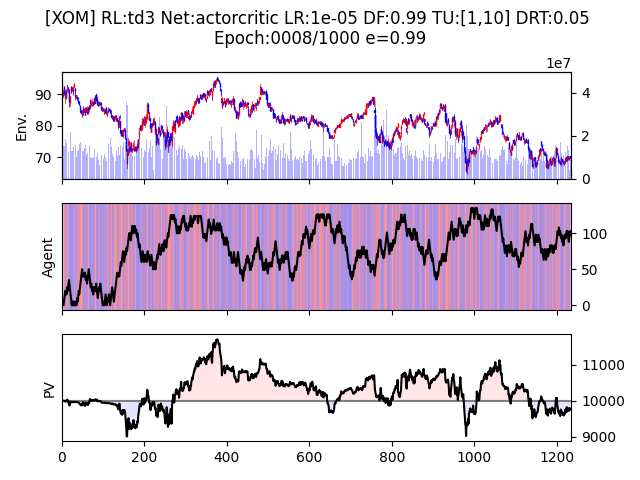 [XOM] RL:td3 Net:actorcritic LR:1e-05 DF:0.99 TU:[1,10] DRT:0.05
Epoch:0008/1000 e=0.99
1e7
Env.
90
80
70
4
2
0
Agent
100
50
0
PV
11000
10000
9000
0 200 400 600 800 1000 1200